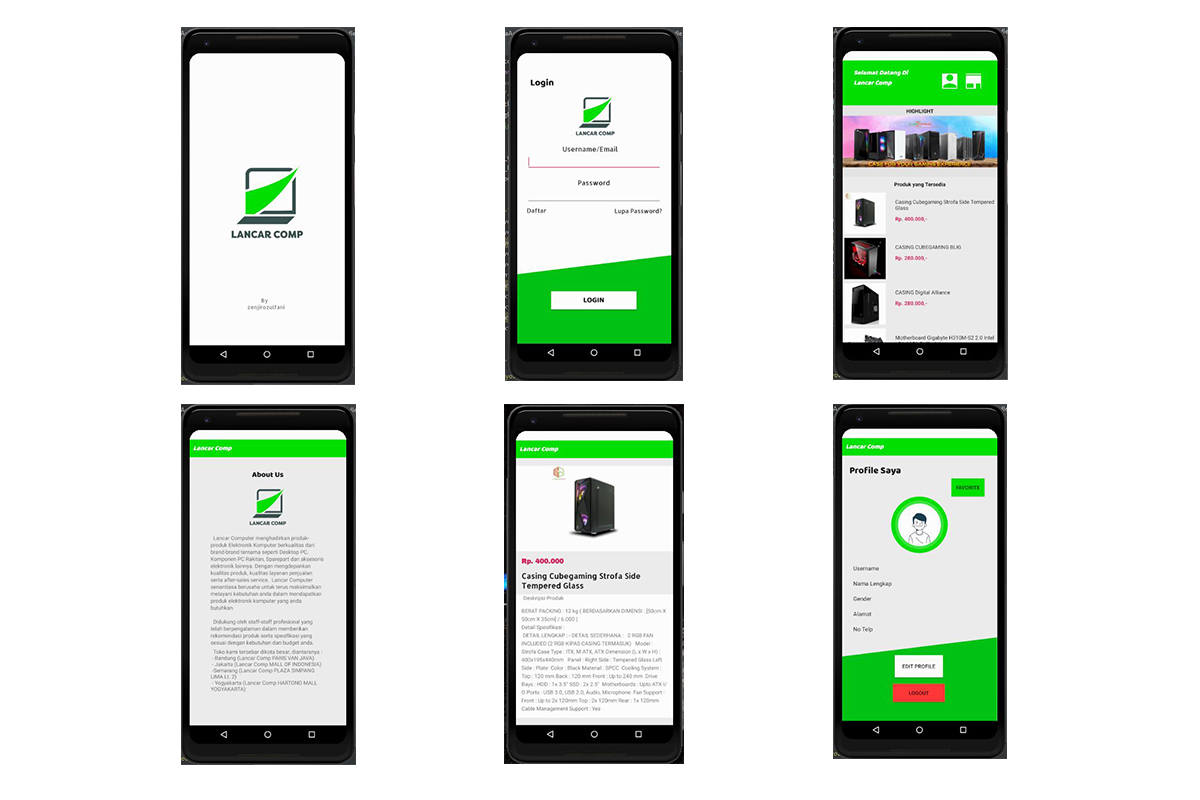 LANCAR COMP
By
zenjirozulfani
Login
LANCAR COMP
Username/Email
Password
Daftar
Lupa Password?
LOGIN
Selamat Datang Di
Lancar Comp
HIGHLIGHT
CASE FOR YOUR GAMING EXPERIENCE
Produk yang Tersedia
Casing Cubegaming Strofa Side Tempered
Glass
Rp. 400.000,-
CASING CUBEGAMING BLIG
Rp. 280.000,-
CASING Digital Alliance
Rp. 280.000,-
Motherboard Gigabyte H310M-S2 2.0 Intel
Lancar Comp
About Us
LANCAR COMP
Lancar Computer menghadirkan produk-
produk Elektronik Komputer berkualitas dari
brand-brand ternama seperti Desktop PC,
Komponen PC Rakitan, Sparepart dan aksesoris
elektronik lainnya. Dengan mengdepankan
kualitas produk, kualitas layanan penjualan
serta after-sales service. Lancar Computer
senantiasa berusaha untuk terus maksimalkan
melayani kebutuhan anda dalam mendapatkan
produk elektronik komputer yang anda
butuhkan.
Didukung oleh staff-staff profesional yang
telah berpengalaman dalam memberikan
rekomendasi produk serta spesifikasi yang
sesuai dengan kebutuhan dan budget anda.
Toko kami tersebar dikota besar, diantaranya :
- Bandung (Lancar Comp PARIS VAN JAVA)
- Jakarta (Lancar Comp MALL OF INDONESIA)
-Semarang (Lancar Comp PLAZA SIMPANG
LIMA Lt. 2)
- Yogyakarta (Lancar Comp HARTONO MALL
YOGYAKARTA)
Lancar Comp
Rp. 400.000
Casing Cubegaming Strofa Side
Tempered Glass
Deskripsi Produk
BERAT PACKING : 12 kg ( BERDASARKAN DIMENSI : [50cm X
50cm X 35cm] / 6.000 )
Detail Spesifikasi :
DETAIL LENGKAP : - DETAIL SEDERHANA : 2 RGB FAN
INCLUDED (2 RGB KIPAS CASING TERMASUK) Model :
Strofa Case Type : ITX, M.ATX, ATX Dimension (L x W x H) :
400x195x440mm Panel : Right Side : Tempered Glass Left
Side : Plate Color : Black Material : SPCC Cooling System :
Top : 120 mm Back : 120 mm Front : Up to 240 mm Drive
Bays : HDD : 1x 3.5" SSD : 2x 2.5" Motherboards : Upto ATX I/
O Ports : USB 3.0, USB 2.0, Audio, Microphone Fan Support :
Front : Up to 2x 120mm Top : 2x 120mm Rear : 1x 120mm
Cable Management Support : Yes
Lancar Comp
Profile Saya
FAVORITE
Username
Nama Lengkap
Gender
Alamat
No Telp
EDIT PROFILE
LOGOUT